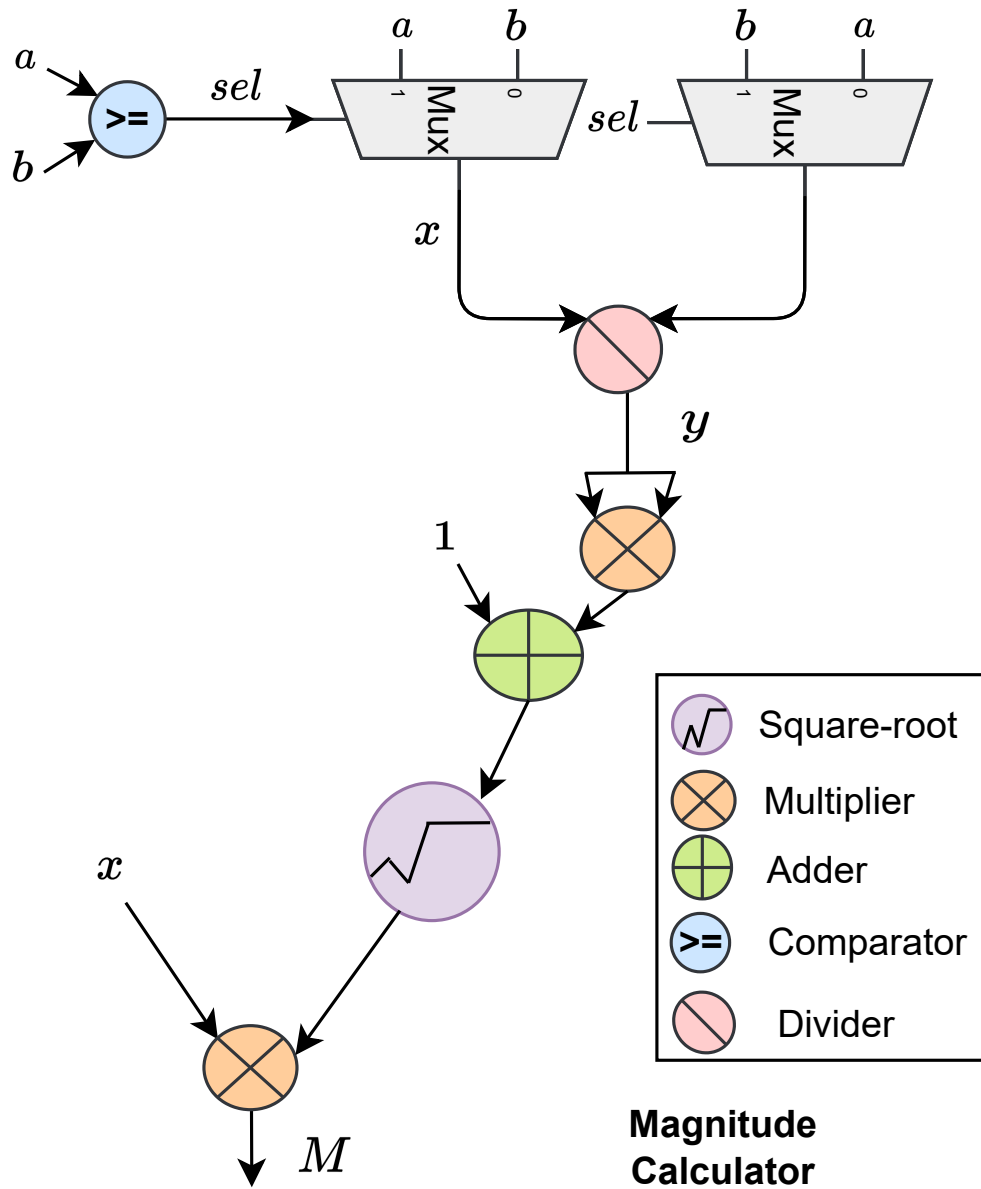 a b b a
a
sel
1 Mux 0
1 Mux 0
>=
sel
b
x
y
1
x
M
Square-root
Multiplier
Adder
>= Comparator
Divider
Magnitude
Calculator